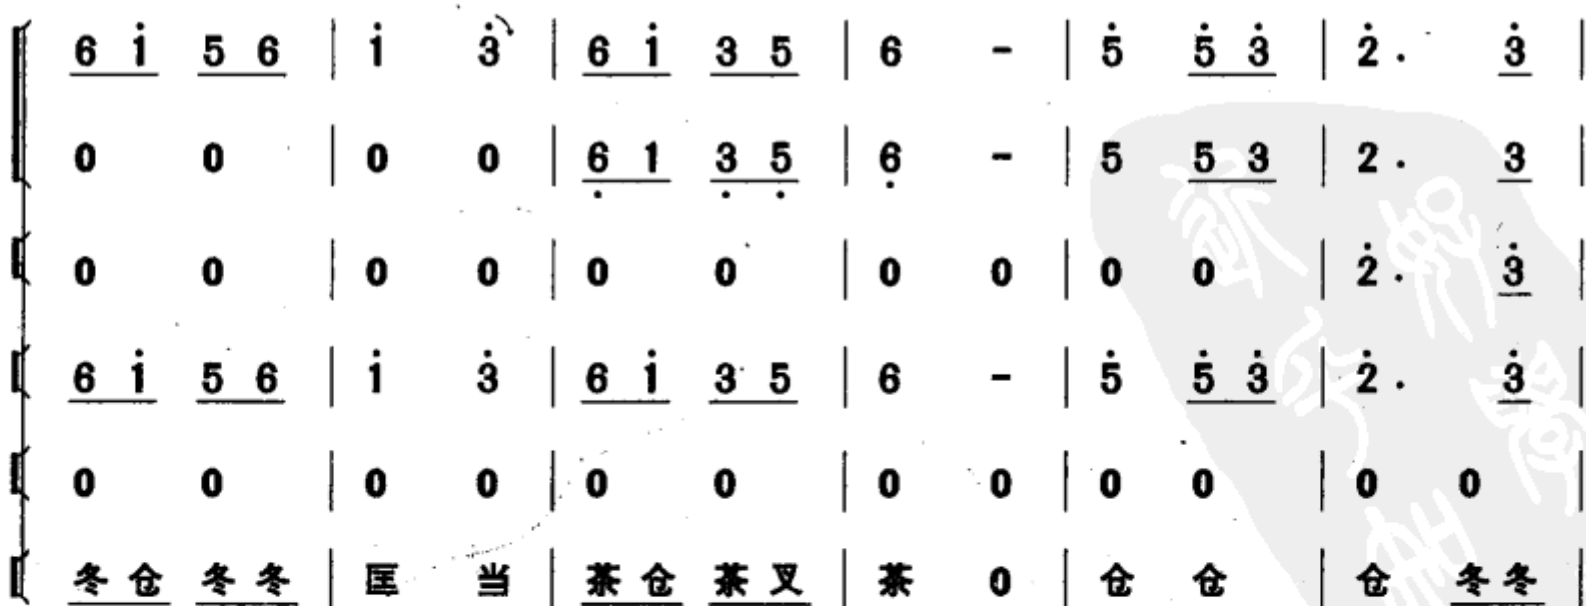 6 i̇ 5 6 | i̇ 3̇ | 6 i̇ 3 5 | 6 - | 5̇ 5̇ 3̇ | 2̇ . 3̇ |
0 0 | 0 0 | 6̣ 1 3̣ 5̣ | 6̣ - | 5 5 3 | 2 . 3 |
0 0 | 0 0 | 0 0 | 0 0 | 0 0 | 2̇ . 3̇ |
6 i̇ 5 6 | i̇ 3̇ | 6 i̇ 3 5 | 6 - | 5̇ 5̇ 3̇ | 2̇ . 3̇ |
0 0 | 0 0 | 0 0 | 0 0 | 0 0 | 0 0 |
冬 仓 冬 冬 | 匡 当 | 茶 仓 茶 叉 | 茶 0 | 仓 仓 | 仓 冬 冬 |